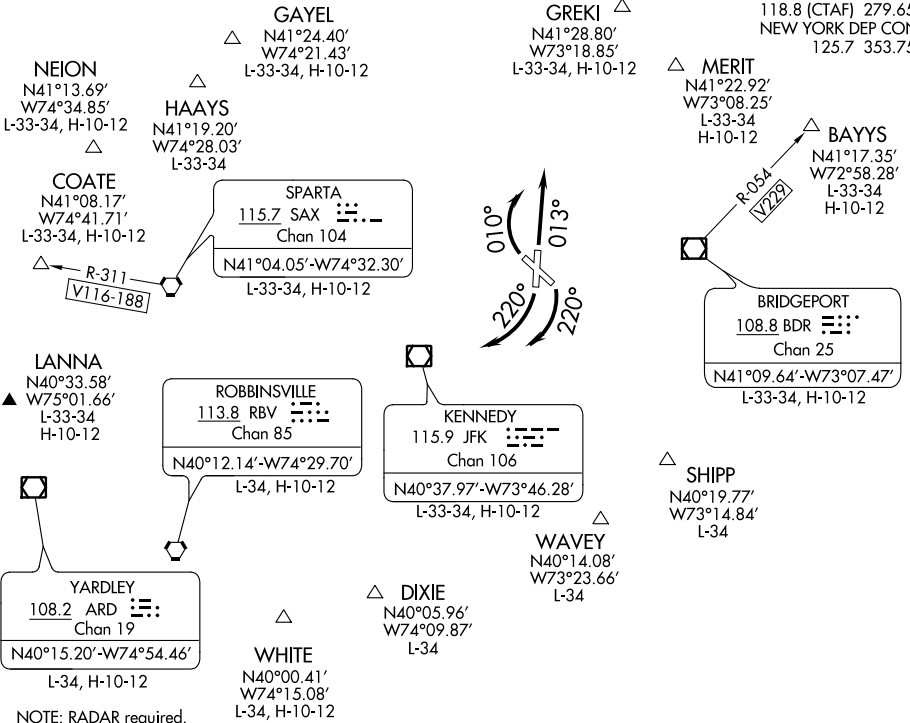 GAYEL
N41°24.40′
W74°21.43′
L-33-34, H-10-12
GREKI
N41°28.80′
W73°18.85′
L-33-34, H-10-12
118.8 (CTAF) 279.65
NEW YORK DEP CON
125.7 353.75
NEION
N41°13.69′
W74°34.85′
L-33-34, H-10-12
HAAYS
N41°19.20′
W74°28.03′
L-33-34
MERIT
N41°22.92′
W73°08.25′
L-33-34
H-10-12
BAYYS
N41°17.35′
W72°58.28′
L-33-34
H-10-12
R-054
V229
COATE
N41°08.17′
W74°41.71′
L-33-34, H-10-12
R-311
V116-188
SPARTA
115.7 SAX
Chan 104
N41°04.05′-W74°32.30′
L-33-34, H-10-12
010°
013°
220°
220°
BRIDGEPORT
108.8 BDR
Chan 25
N41°09.64′-W73°07.47′
L-33-34, H-10-12
LANNA
N40°33.58′
W75°01.66′
L-33-34
H-10-12
ROBBINSVILLE
113.8 RBV
Chan 85
N40°12.14′-W74°29.70′
L-34, H-10-12
KENNEDY
115.9 JFK
Chan 106
N40°37.97′-W73°46.28′
L-33-34, H-10-12
SHIPP
N40°19.77′
W73°14.84′
L-34
WAVEY
N40°14.08′
W73°23.66′
L-34
YARDLEY
108.2 ARD
Chan 19
N40°15.20′-W74°54.46′
L-34, H-10-12
DIXIE
N40°05.96′
W74°09.87′
L-34
WHITE
N40°00.41′
W74°15.08′
L-34, H-10-12
NOTE: RADAR required.